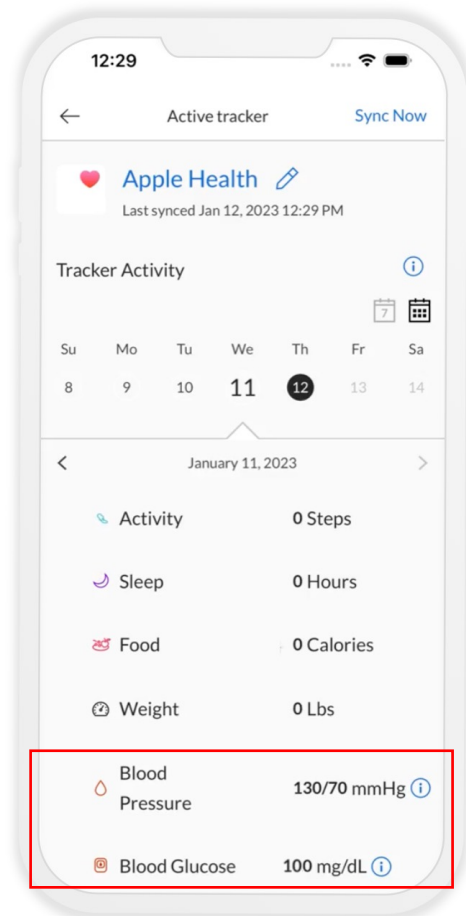 12:29
Active tracker
Sync Now
Apple Health
Last synced Jan 12, 2023 12:29 PM
Tracker Activity
7
Su Mo Tu We Th Fr Sa
8 9 10 11 12 13 14
January 11, 2023
Activity 0 Steps
Sleep 0 Hours
Food 0 Calories
Weight 0 Lbs
Blood
Pressure
130/70 mmHg
Blood Glucose 100 mg/dL